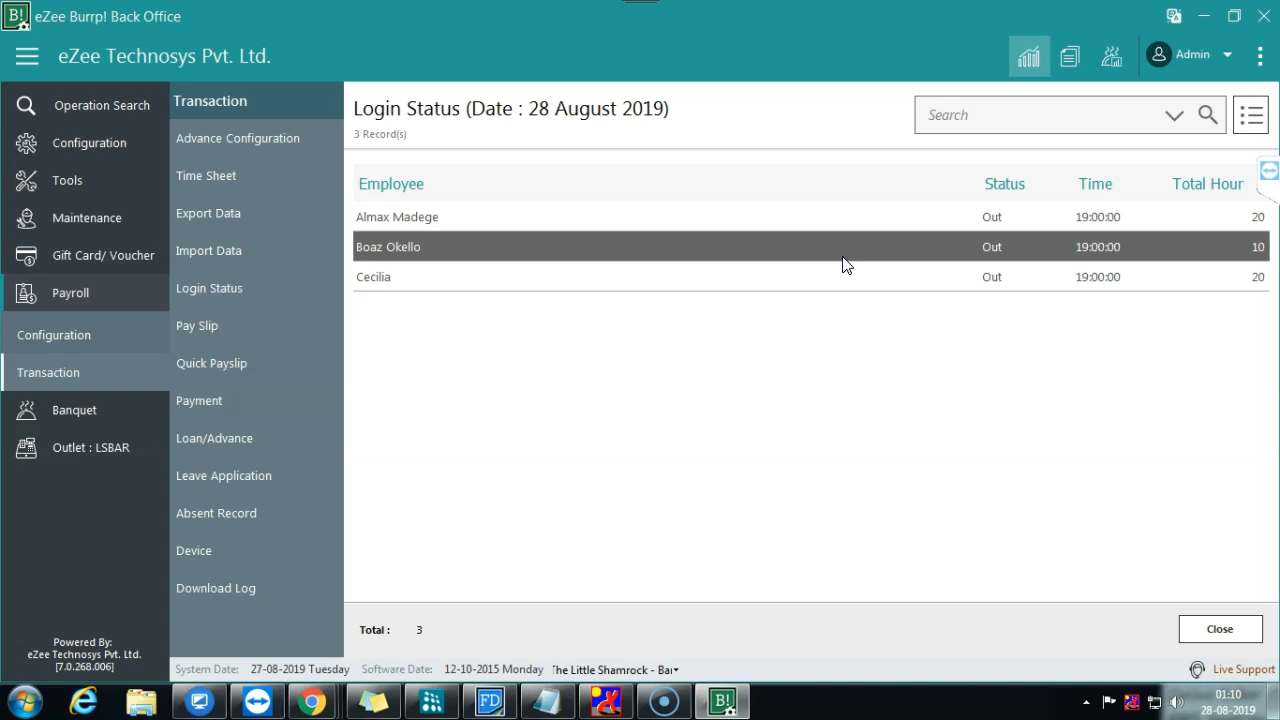 B! eZee Burrp! Back Office
eZee Technosys Pvt. Ltd.
Admin
Operation Search
Configuration
Tools
Maintenance
Gift Card/ Voucher
Payroll
Configuration
Transaction
Banquet
Outlet : LSBAR
Powered By:
eZee Technosys Pvt. Ltd.
[7.0.268.006]
Transaction
Advance Configuration
Time Sheet
Export Data
Import Data
Login Status
Pay Slip
Quick Payslip
Payment
Loan/Advance
Leave Application
Absent Record
Device
Download Log
Login Status (Date : 28 August 2019)
3 Record(s)
Search
Employee Status Time Total Hour
Almax Madege Out 19:00:00 20
Boaz Okello Out 19:00:00 10
Cecilia Out 19:00:00 20
Total : 3
Close
System Date: 27-08-2019 Tuesday Software Date: 12-10-2015 Monday The Little Shamrock - Bar
Live Support
FD
B!
01:10
28-08-2019